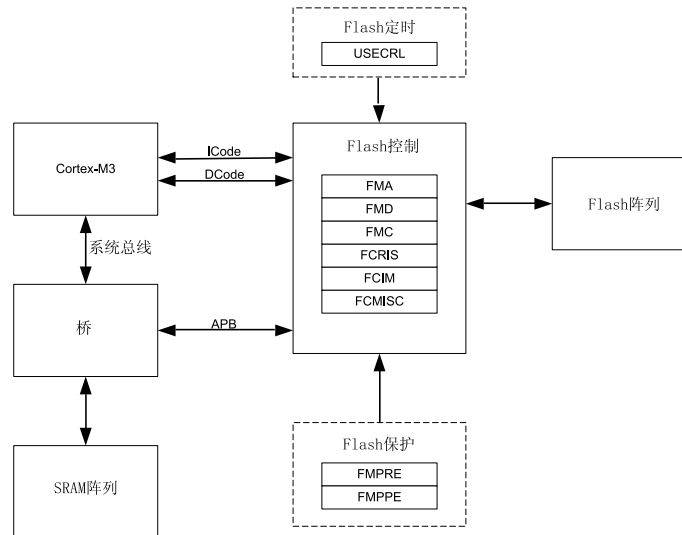 Flash定时
USECRL
Cortex-M3
ICode
DCode
Flash控制
FMA
FMD
FMC
FCRIS
FCIM
FCMISC
Flash阵列
系统总线
桥
APB
SRAM阵列
Flash保护
FMPRE
FMPPE